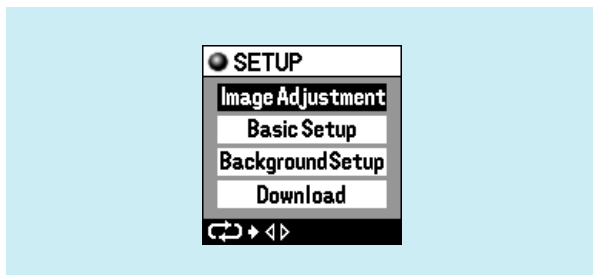 SETUP
Image Adjustment
Basic Setup
Background Setup
Download